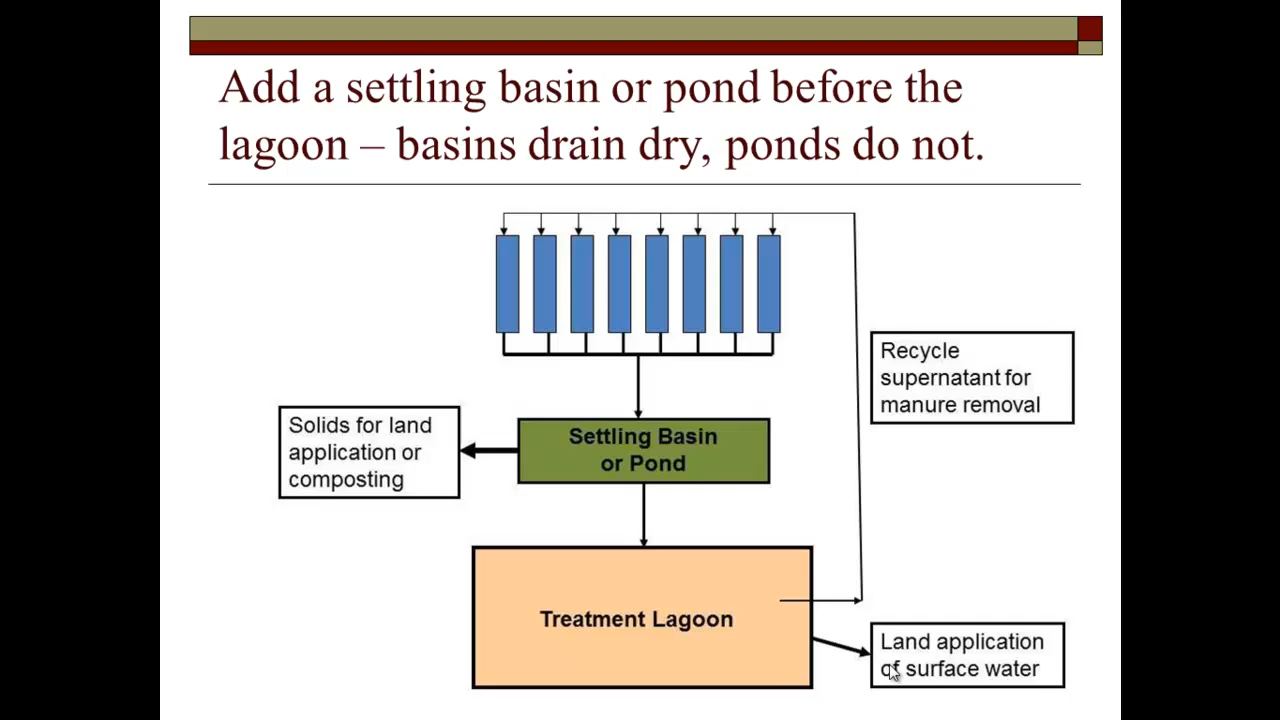 Add a settling basin or pond before the
lagoon – basins drain dry, ponds do not.
Recycle
supernatant for
manure removal
Solids for land
application or
composting
Settling Basin
or Pond
Treatment Lagoon
Land application
of surface water